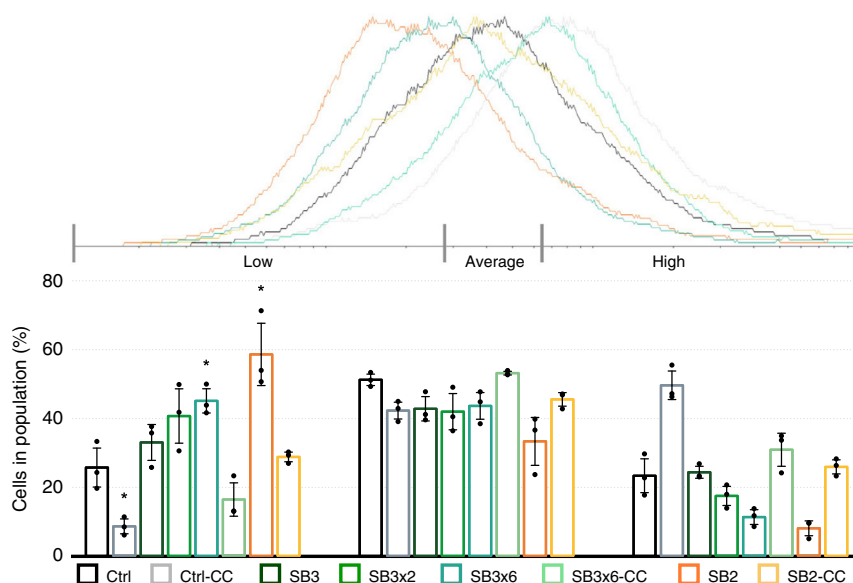 Low Average High
80
*
*
60
Cells in population (%)
40
*
20
0
Ctrl Ctrl-CC SB3 SB3x2 SB3x6 SB3x6-CC SB2 SB2-CC